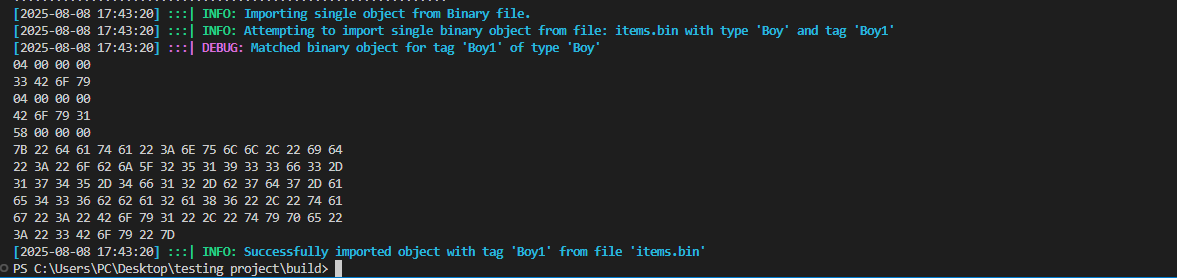 [2025-08-08 17:43:20] :::| INFO: Importing single object from Binary file.
[2025-08-08 17:43:20] :::| INFO: Attempting to import single binary object from file: items.bin with type 'Boy' and tag 'Boy1'
[2025-08-08 17:43:20] :::| DEBUG: Matched binary object for tag 'Boy1' of type 'Boy'
04 00 00 00
33 42 6F 79
04 00 00 00
42 6F 79 31
58 00 00 00
7B 22 64 61 74 61 22 3A 6E 75 6C 6C 2C 22 69 64
22 3A 22 6F 62 6A 5F 32 35 31 39 33 33 66 33 2D
31 37 34 35 2D 34 66 31 32 2D 62 37 64 37 2D 61
65 34 33 36 62 62 61 32 61 38 36 22 2C 22 74 61
67 22 3A 22 42 6F 79 31 22 2C 22 74 79 70 65 22
3A 22 33 42 6F 79 22 7D
[2025-08-08 17:43:20] :::| INFO: Successfully imported object with tag 'Boy1' from file 'items.bin'
PS C:\Users\PC\Desktop\testing project\build>